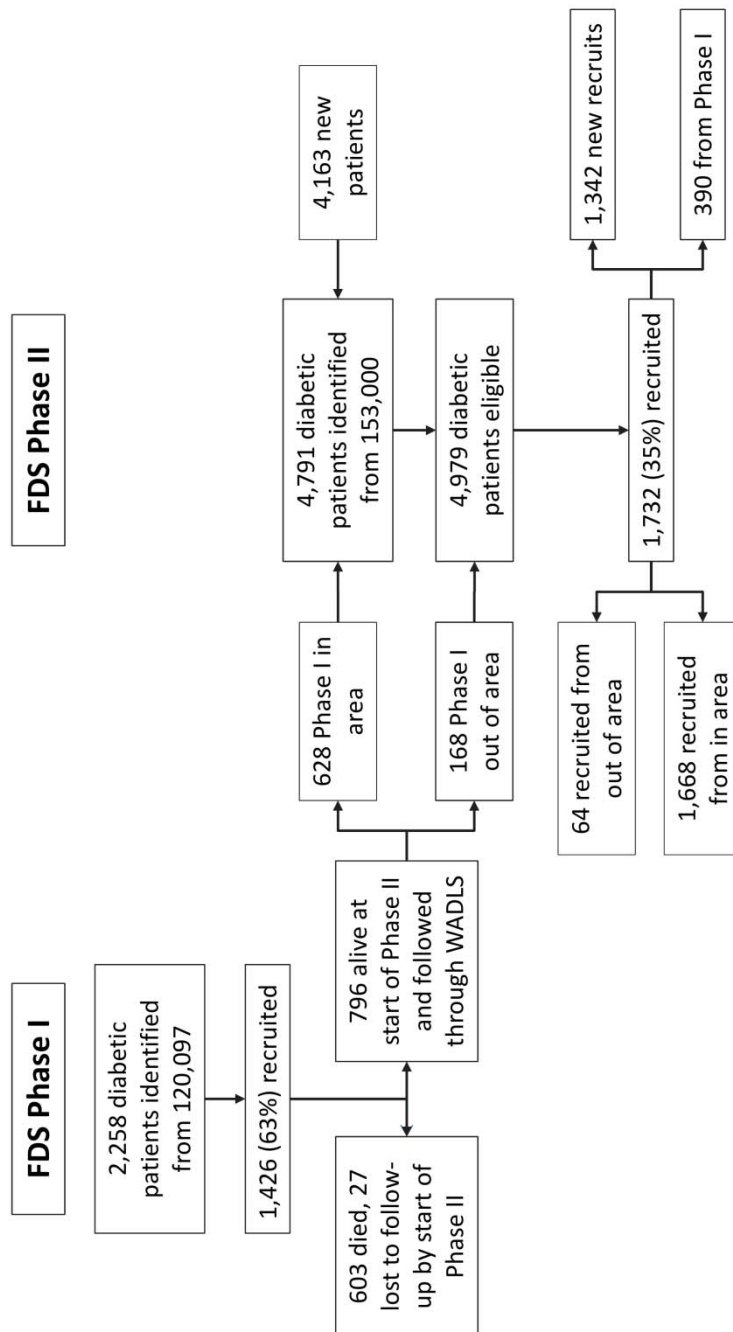 FDS Phase I
2,258 diabetic
patients identified
from 120,097
1,426 (63%) recruited
603 died, 27
lost to follow-
up by start of
Phase II
796 alive at
start of Phase II
and followed
through WADLS
FDS Phase II
628 Phase I in
area
4,791 diabetic
patients identified
from 153,000
4,163 new
patients
168 Phase I
out of area
4,979 diabetic
patients eligible
64 recruited from
out of area
1,668 recruited
from in area
1,732 (35%) recruited
1,342 new recruits
390 from Phase I